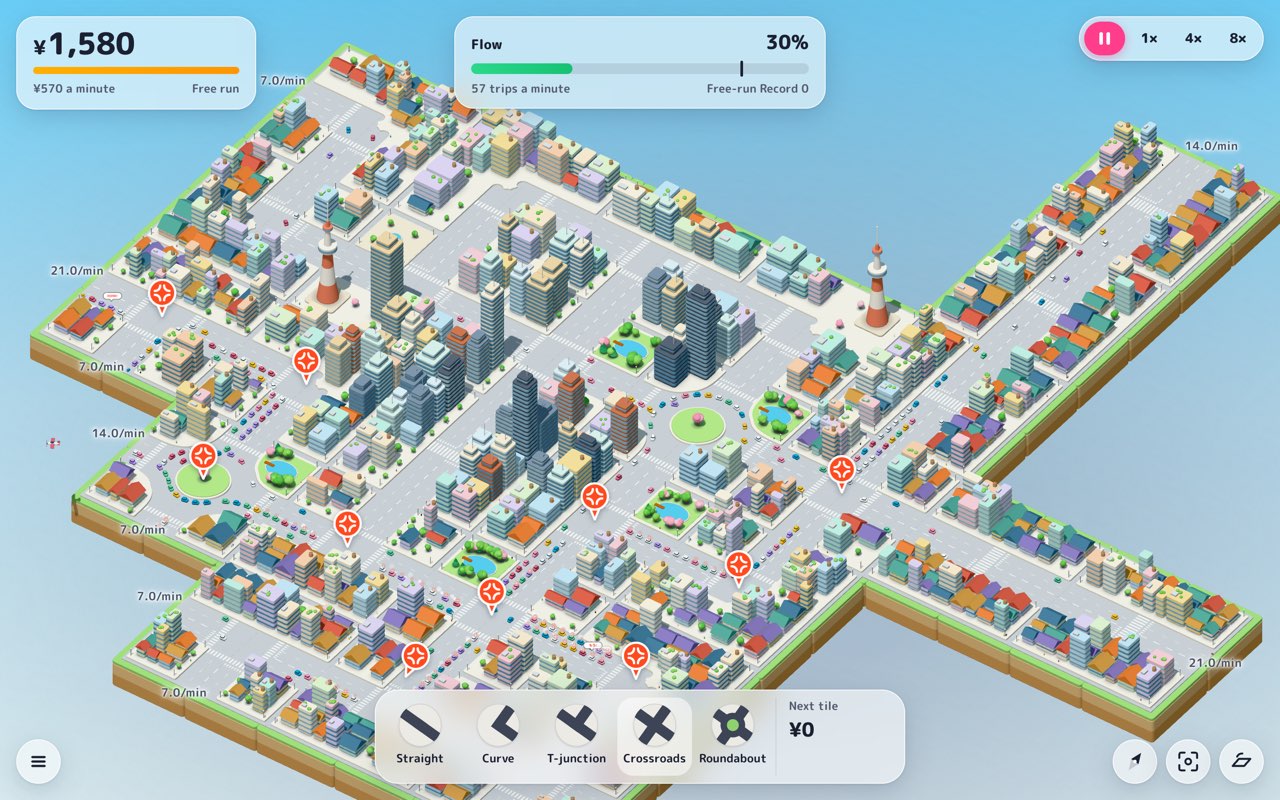 ¥1,580
¥570 a minute
Free run
Flow
30%
57 trips a minute
Free-run Record 0
1×
4×
8×
7.0/min
14.0/min
21.0/min
7.0/min
14.0/min
7.0/min
7.0/min
21.0/min
7.0/min
Straight
Curve
T-junction
Crossroads
Roundabout
Next tile
¥0